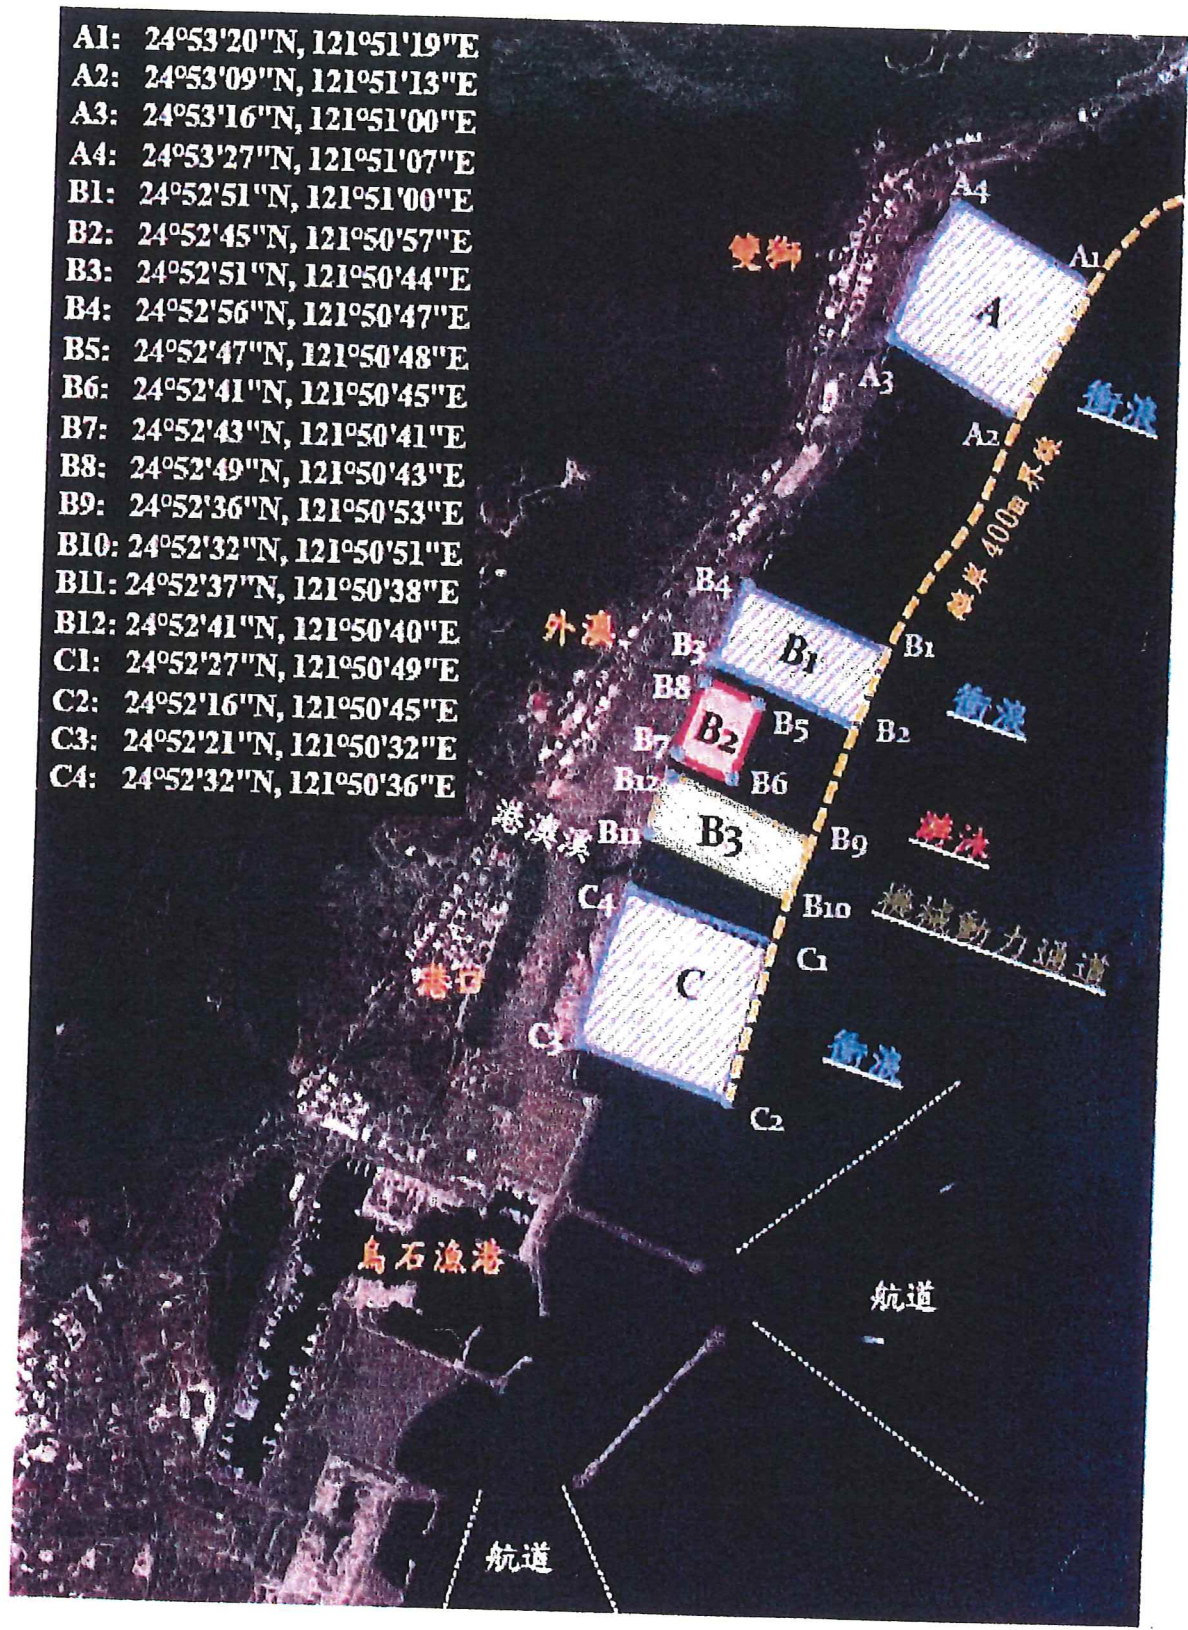 A1: 24°53'20"N, 121°51'19"E
A2: 24°53'09"N, 121°51'13"E
A3: 24°53'16"N, 121°51'00"E
A4: 24°53'27"N, 121°51'07"E
B1: 24°52'51"N, 121°51'00"E
B2: 24°52'45"N, 121°50'57"E
B3: 24°52'51"N, 121°50'44"E
B4: 24°52'56"N, 121°50'47"E
B5: 24°52'47"N, 121°50'48"E
B6: 24°52'41"N, 121°50'45"E
B7: 24°52'43"N, 121°50'41"E
B8: 24°52'49"N, 121°50'43"E
B9: 24°52'36"N, 121°50'53"E
B10: 24°52'32"N, 121°50'51"E
B11: 24°52'37"N, 121°50'38"E
B12: 24°52'41"N, 121°50'40"E
C1: 24°52'27"N, 121°50'49"E
C2: 24°52'16"N, 121°50'45"E
C3: 24°52'21"N, 121°50'32"E
C4: 24°52'32"N, 121°50'36"E
A4
雙獅
A1
A
A3
衝浪
A2
離岸 400m 界線
B4
外澳
B1
B3
B1
B8
衝浪
B5
B2
B2
B7
B12
B6
游泳
港澳溪
B11
B3
B9
C4
B10
機械動力通道
C1
港口
C
C3
衝浪
C2
烏石漁港
航道
航道